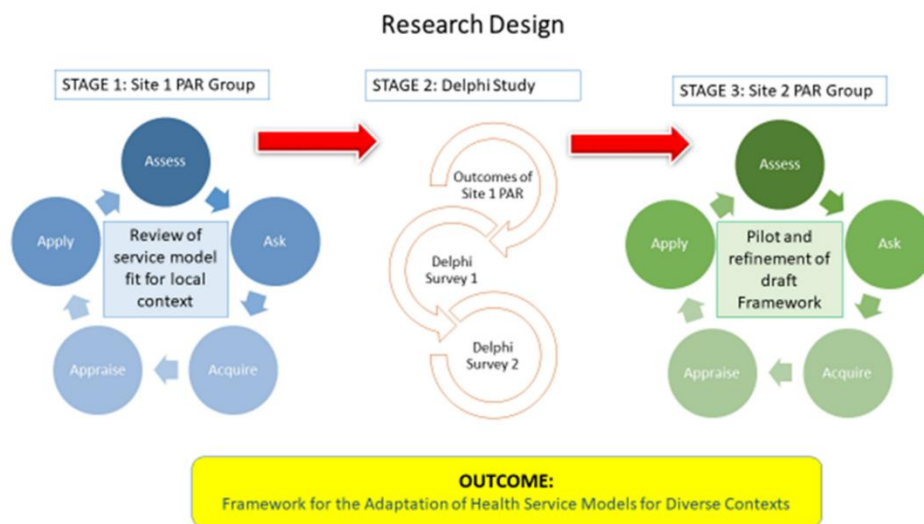 Research Design
STAGE 1: Site 1 PAR Group
Assess
Ask
Acquire
Appraise
Apply
Review of
service model
fit for local
context
STAGE 2: Delphi Study
Outcomes of
Site 1 PAR
Delphi
Survey 1
Delphi
Survey 2
STAGE 3: Site 2 PAR Group
Assess
Ask
Acquire
Appraise
Apply
Pilot and
refinement of
draft
Framework
OUTCOME:
Framework for the Adaptation of Health Service Models for Diverse Contexts